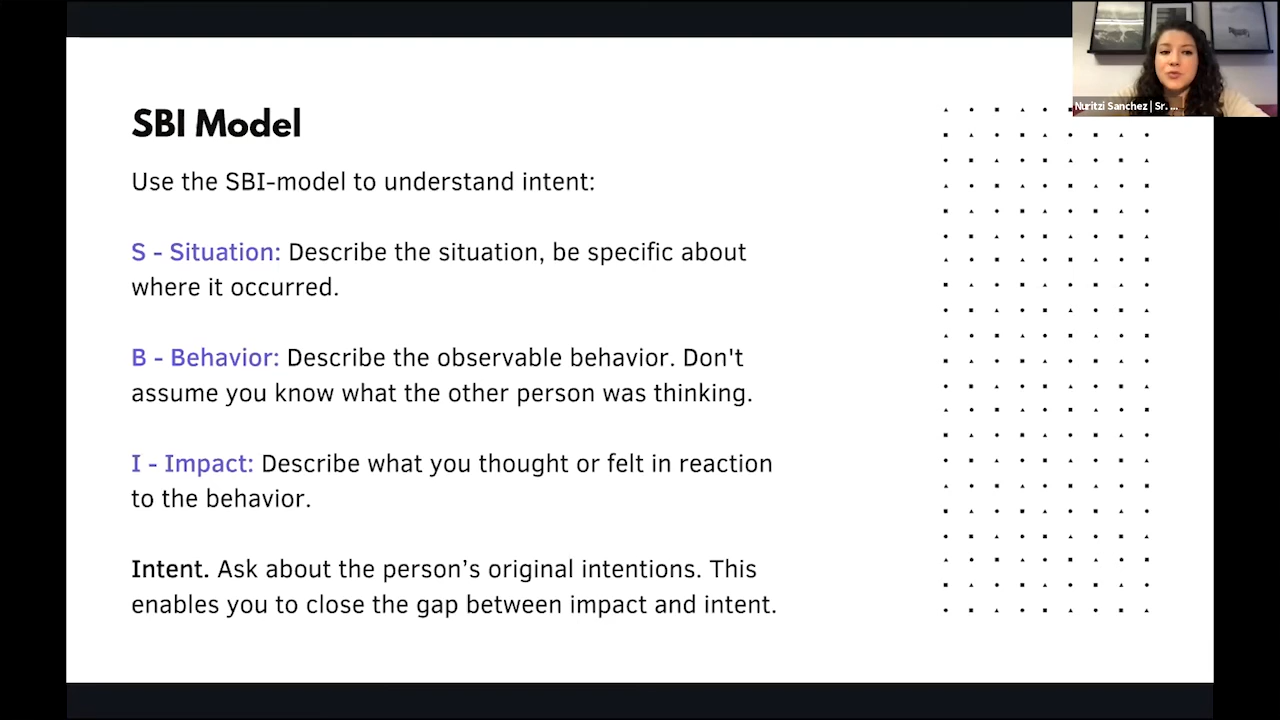 Nuritzi Sanchez | Sr. ...
SBI Model
Use the SBI-model to understand intent:
S - Situation: Describe the situation, be specific about
where it occurred.
B - Behavior: Describe the observable behavior. Don't
assume you know what the other person was thinking.
I - Impact: Describe what you thought or felt in reaction
to the behavior.
Intent. Ask about the person’s original intentions. This
enables you to close the gap between impact and intent.